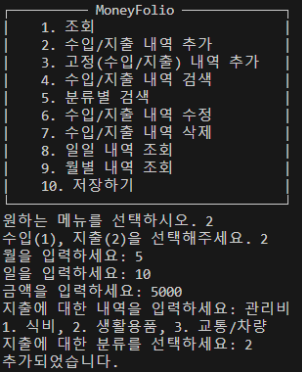 MoneyFolio
1. 조회
2. 수입/지출 내역 추가
3. 고정(수입/지출) 내역 추가
4. 수입/지출 내역 검색
5. 분류별 검색
6. 수입/지출 내역 수정
7. 수입/지출 내역 삭제
8. 일일 내역 조회
9. 월별 내역 조회
10. 저장하기
원하는 메뉴를 선택하시오. 2
수입(1), 지출(2)을 선택해주세요. 2
월을 입력하세요: 5
일을 입력하세요: 10
금액을 입력하세요: 5000
지출에 대한 내역을 입력하세요: 관리비
1. 식비, 2. 생활용품, 3. 교통/차량
지출에 대한 분류를 선택하세요: 2
추가되었습니다.